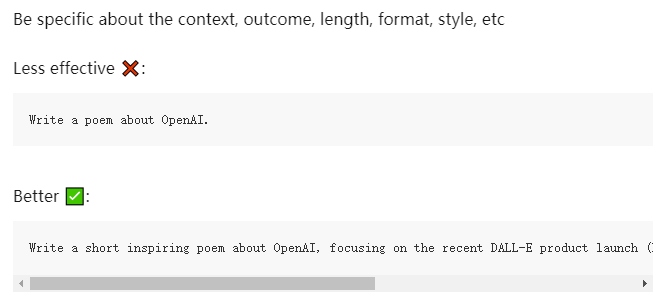 Be specific about the context, outcome, length, format, style, etc
Less effective ❌:
Write a poem about OpenAI.
Better ✅:
Write a short inspiring poem about OpenAI, focusing on the recent DALL-E product launch (